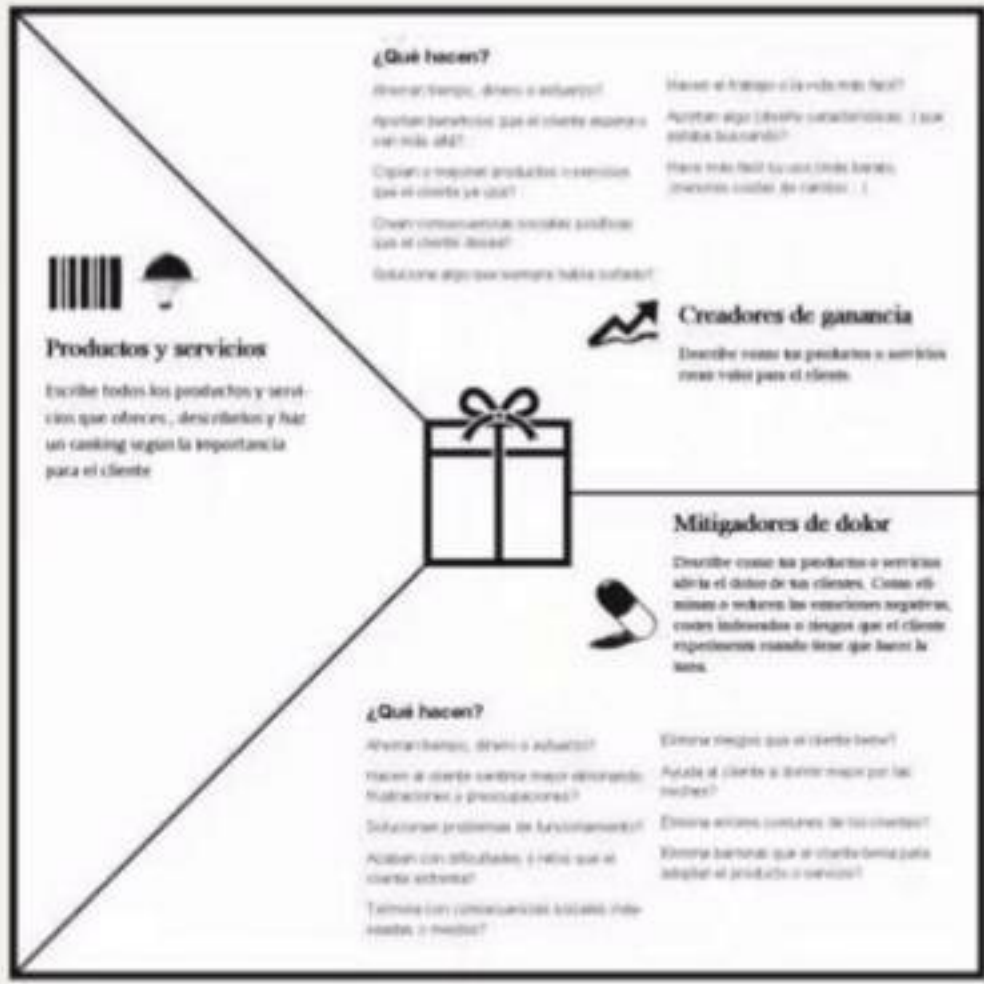 ¿Qué hacen?
Ahorran tiempo, dinero o esfuerzo?
Aportan beneficios que el cliente espera o
van más allá?
Copian o mejoran productos o servicios
que el cliente ya usa?
Crean consecuencias sociales positivas
que el cliente desea?
Soluciona algo que siempre había soñado?
Hacen el trabajo o la vida más fácil?
Aportan algo (diseño características...) que
estaba buscando?
Hace más fácil su uso (más barato,
menores costes de cambio...)
Creadores de ganancia
Describe como tus productos o servicios
crean valor para el cliente.
Productos y servicios
Escribe todos los productos y servi-
cios que ofreces, descríbelos y haz
un ranking según la importancia
para el cliente
Mitigadores de dolor
Describe como tus productos o servicios
alivia el dolor de tus clientes. Como eli-
minan o reducen las emociones negativas,
costes indeseados o riesgos que el cliente
experimenta cuando tiene que hacer la
tarea.
¿Qué hacen?
Ahorran tiempo, dinero o esfuerzo?
Hacen al cliente sentirse mejor eliminando
frustraciones o preocupaciones?
Solucionan problemas de funcionamiento?
Acaban con dificultades o retos que el
cliente enfrenta?
Termina con consecuencias sociales
o miedos?
Elimina riesgos que el cliente teme?
Ayuda al cliente a dormir mejor por las
noches?
Elimina errores comunes de los clientes?
Elimina barreras que el cliente tenía para
adoptar el producto o servicio?